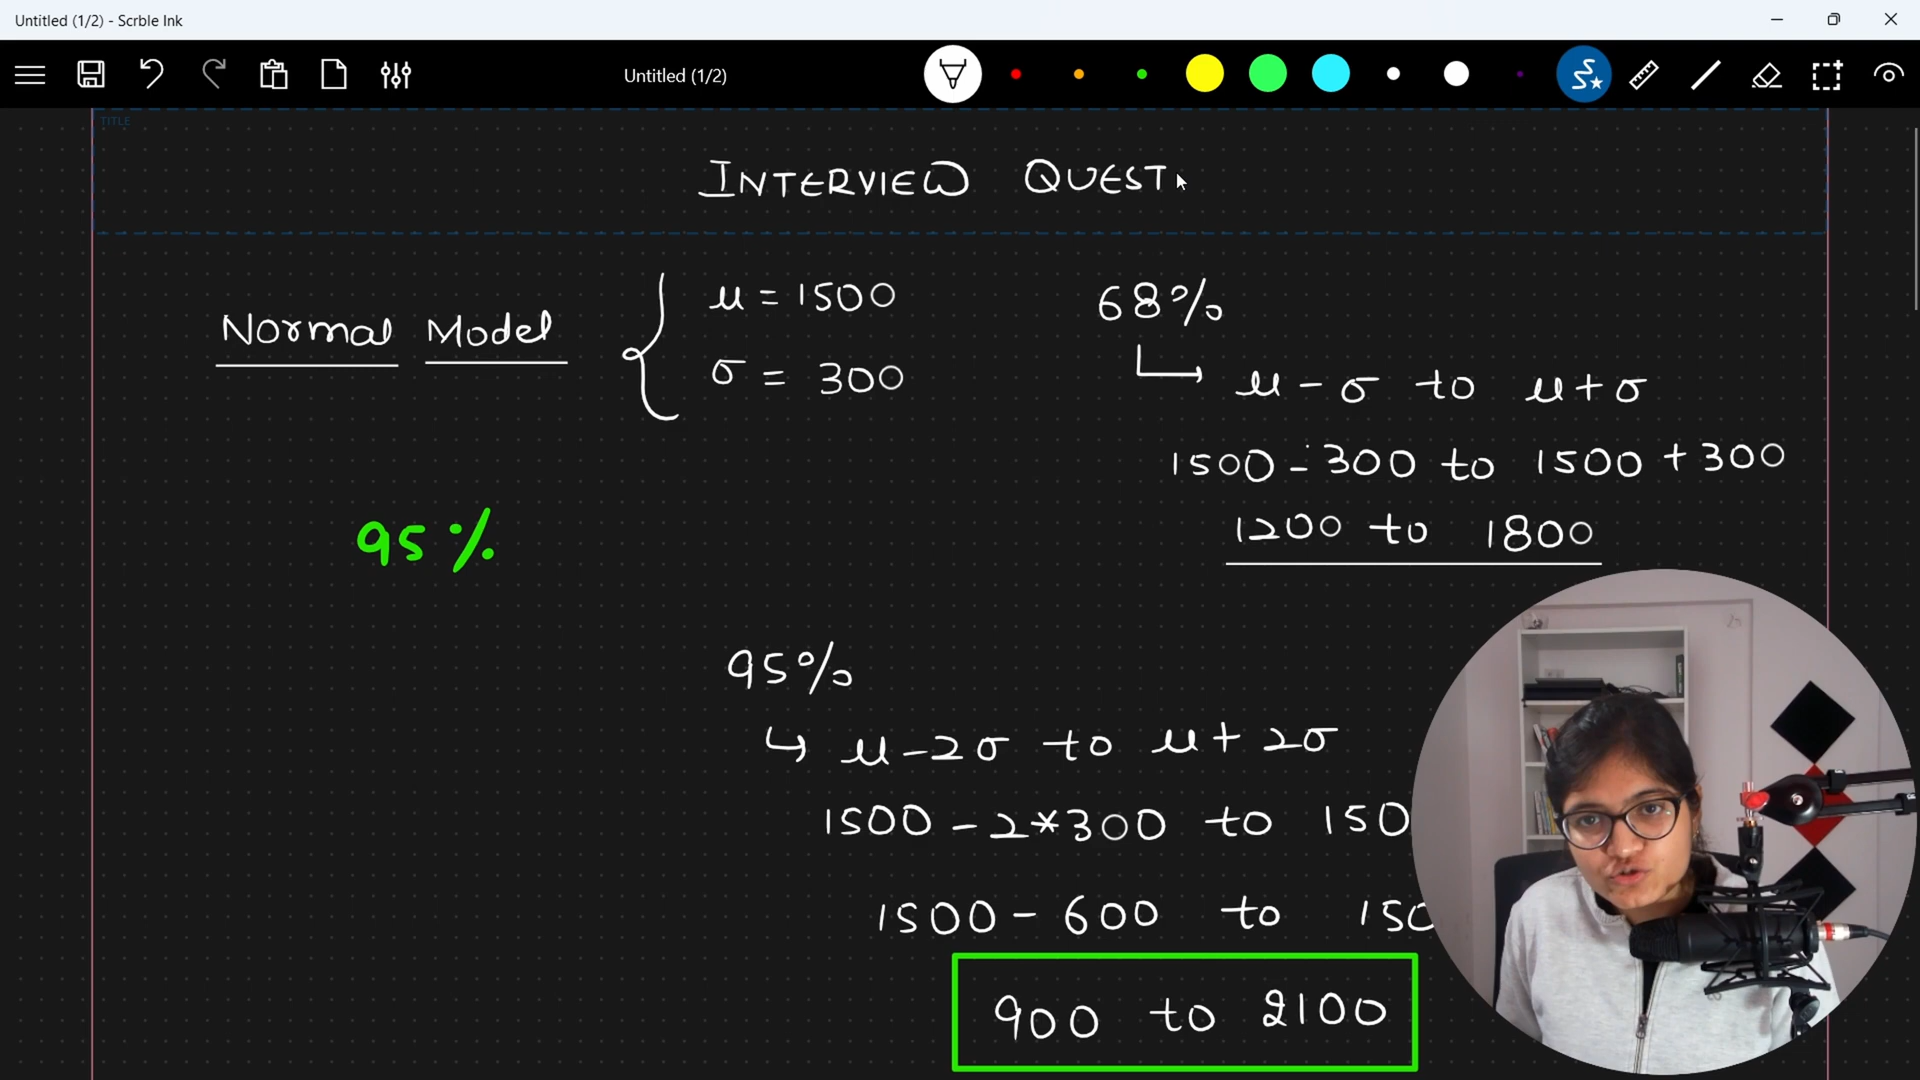 Untitled (1/2) - Scrble Ink
Untitled (1/2)
TITLE
INTERVIEW QUEST
Normal Model
μ = 1500
σ = 300
68%
μ - σ to μ + σ
1500 - 300 to 1500 + 300
1200 to 1800
95%
95%
μ - 2σ to μ + 2σ
1500 - 2*300 to 150
1500 - 600 to 150
900 to 2100